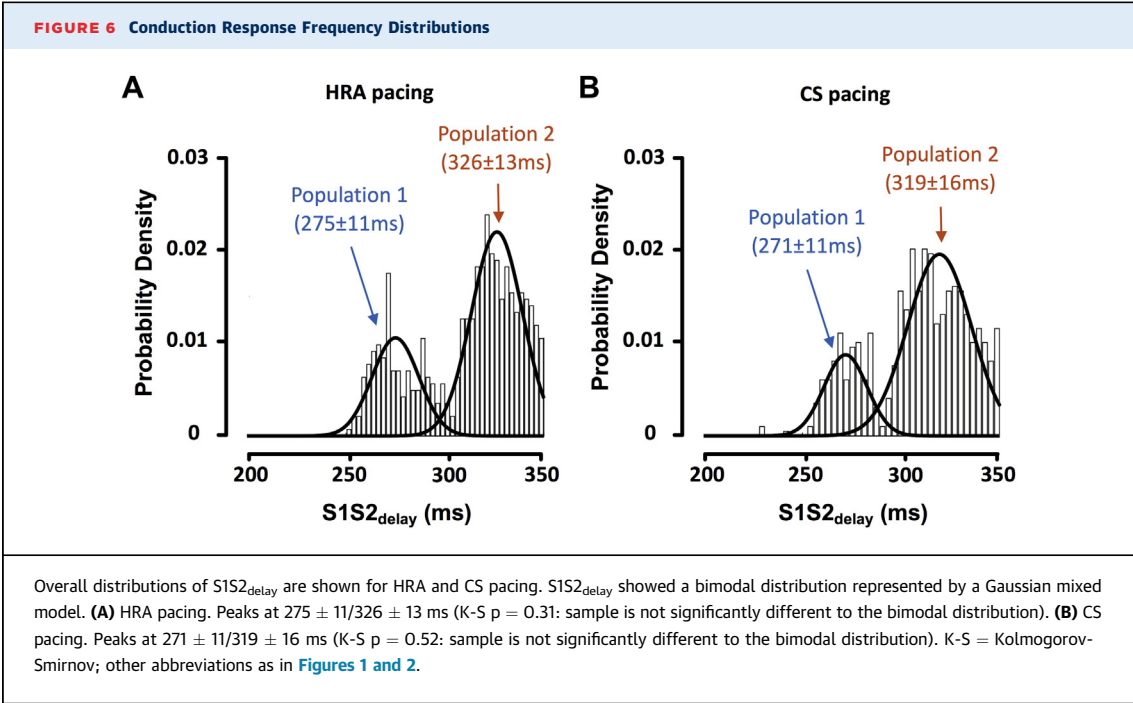 FIGURE 6 Conduction Response Frequency Distributions
A
HRA pacing
Population 2
(326±13ms)
Population 1
(275±11ms)
Probability Density
0.03
0.02
0.01
0
200
250
300
350
S1S2delay (ms)
B
CS pacing
Population 2
(319±16ms)
Population 1
(271±11ms)
Probability Density
0.03
0.02
0.01
0
200
250
300
350
S1S2delay (ms)
Overall distributions of S1S2delay are shown for HRA and CS pacing. S1S2delay showed a bimodal distribution represented by a Gaussian mixed
model. (A) HRA pacing. Peaks at 275 ± 11/326 ± 13 ms (K-S p = 0.31: sample is not significantly different to the bimodal distribution). (B) CS
pacing. Peaks at 271 ± 11/319 ± 16 ms (K-S p = 0.52: sample is not significantly different to the bimodal distribution). K-S = Kolmogorov-
Smirnov; other abbreviations as in Figures 1 and 2.